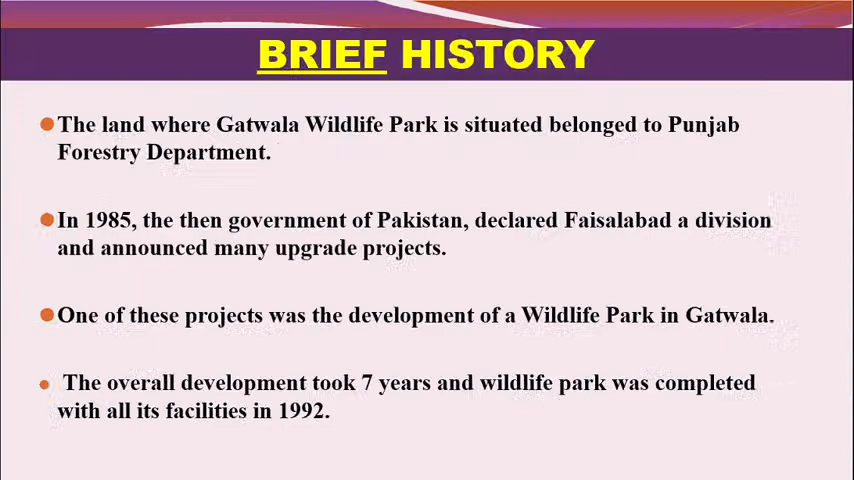 BRIEF HISTORY
The land where Gatwala Wildlife Park is situated belonged to Punjab
Forestry Department.
In 1985, the then government of Pakistan, declared Faisalabad a division
and announced many upgrade projects.
One of these projects was the development of a Wildlife Park in Gatwala.
The overall development took 7 years and wildlife park was completed
with all its facilities in 1992.